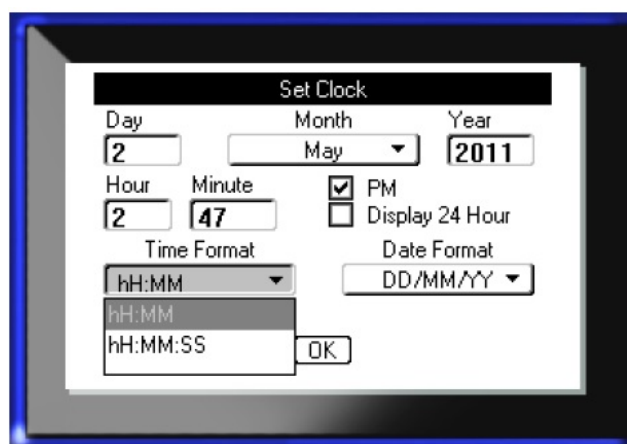 Set Clock
Day Month Year
2 May 2011
Hour Minute PM
2 47 Display 24 Hour
Time Format Date Format
hH:MM DD/MM/YY
hH:MM
hH:MM:SS
OK